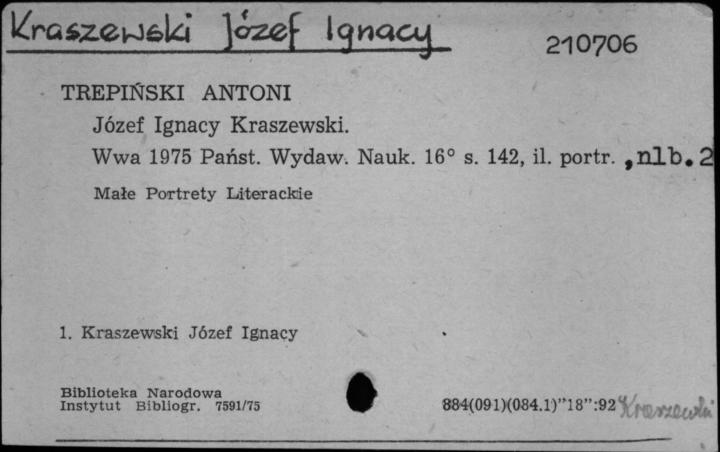 Kraszewski Józef Ignacy
210706
TREPIŃSKI ANTONI
Józef Ignacy Kraszewski.
Wwa 1975 Państ. Wydaw. Nauk. 16° s. 142, il. portr. ,nlb.2
Małe Portrety Literackie
1. Kraszewski Józef Ignacy
Biblioteka Narodowa
Instytut Bibliogr. 7591/75
884(091)(084.1)"18":92 Kraszewski